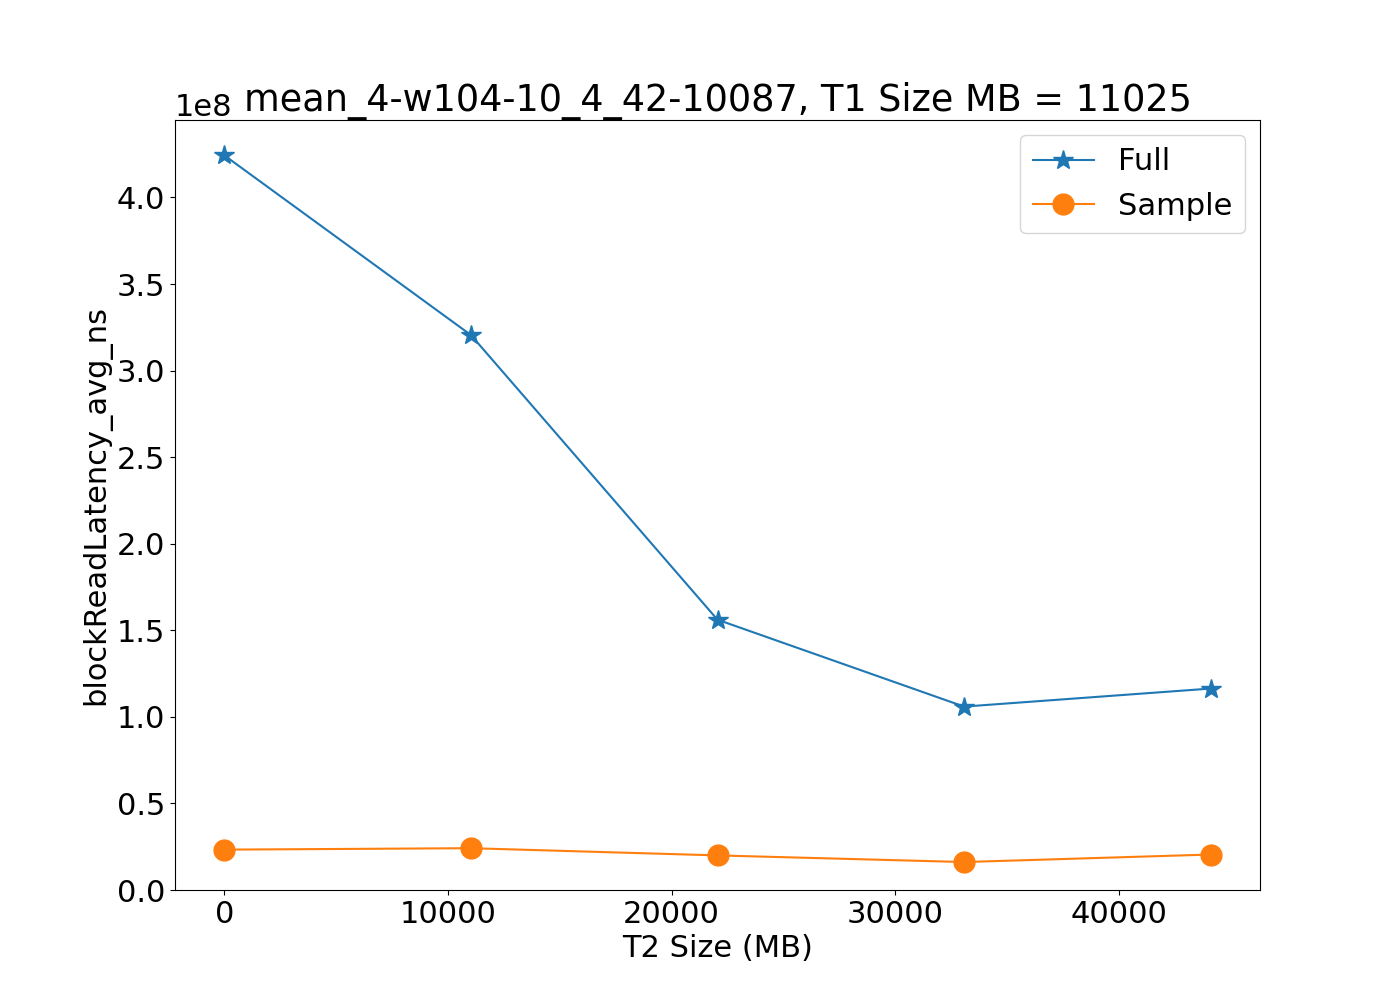 1e8
mean_4-w104-10_4_42-10087, T1 Size MB = 11025
Full
Sample
blockReadLatency_avg_ns
4.0
3.5
3.0
2.5
2.0
1.5
1.0
0.5
0.0
0 10000 20000 30000 40000
T2 Size (MB)